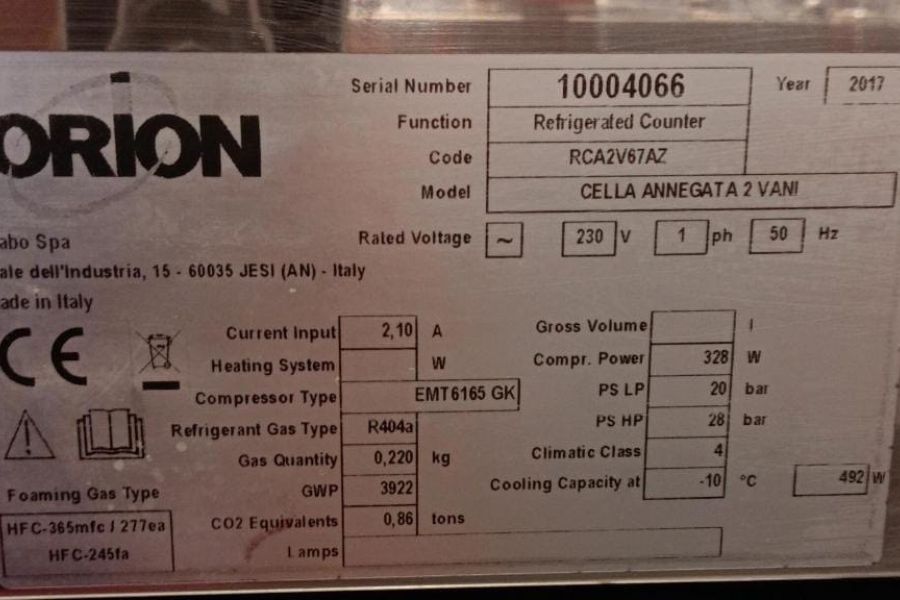 ORION
Serial Number 10004066 Year 2017
Function Refrigerated Counter
Code RCA2V67AZ
Model CELLA ANNEGATA 2 VANI
Rated Voltage ~ 230 V 1 ph 50 Hz
abo Spa
ale dell'Industria, 15 - 60035 JESI (AN) - Italy
ade in Italy
CE
Current Input 2,10 A
Heating System W
Compressor Type EMT6165 GK
Refrigerant Gas Type R404a
Gas Quantity 0,220 kg
GWP 3922
CO2 Equivalents 0,86 tons
Lamps
Gross Volume l
Compr. Power 328 W
PS LP 20 bar
PS HP 28 bar
Climatic Class 4
Cooling Capacity at -10 °C 492 W
Foaming Gas Type
HFC-365mfc / 277ea
HFC-245fa